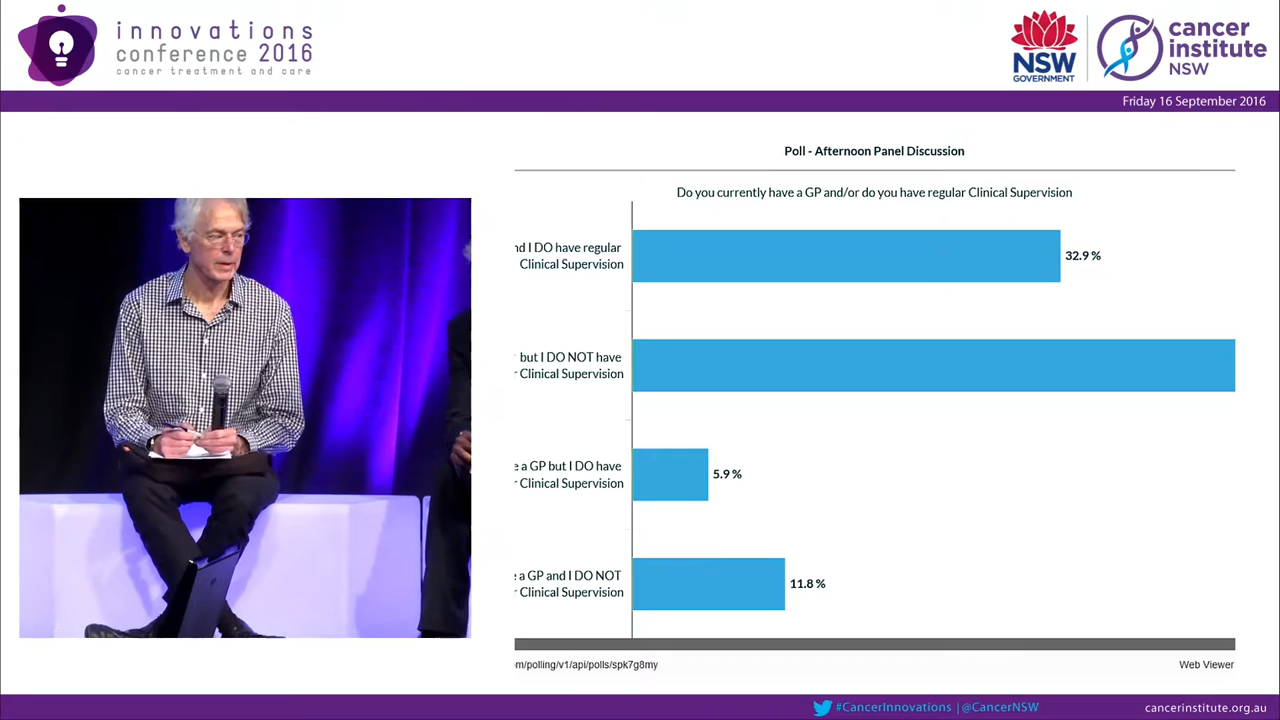 innovations
conference 2016
cancer treatment and care
NSW
GOVERNMENT
cancer
institute
NSW
Friday 16 September 2016
Poll - Afternoon Panel Discussion
Do you currently have a GP and/or do you have regular Clinical Supervision
I DO have regular
Clinical Supervision
32.9 %
but I DO NOT have
Clinical Supervision
a GP but I DO have
Clinical Supervision
5.9 %
a GP and I DO NOT
Clinical Supervision
11.8 %
/polling/v1/api/polls/spk7g8my
Web Viewer
#CancerInnovations | @CancerNSW
cancerinstitute.org.au